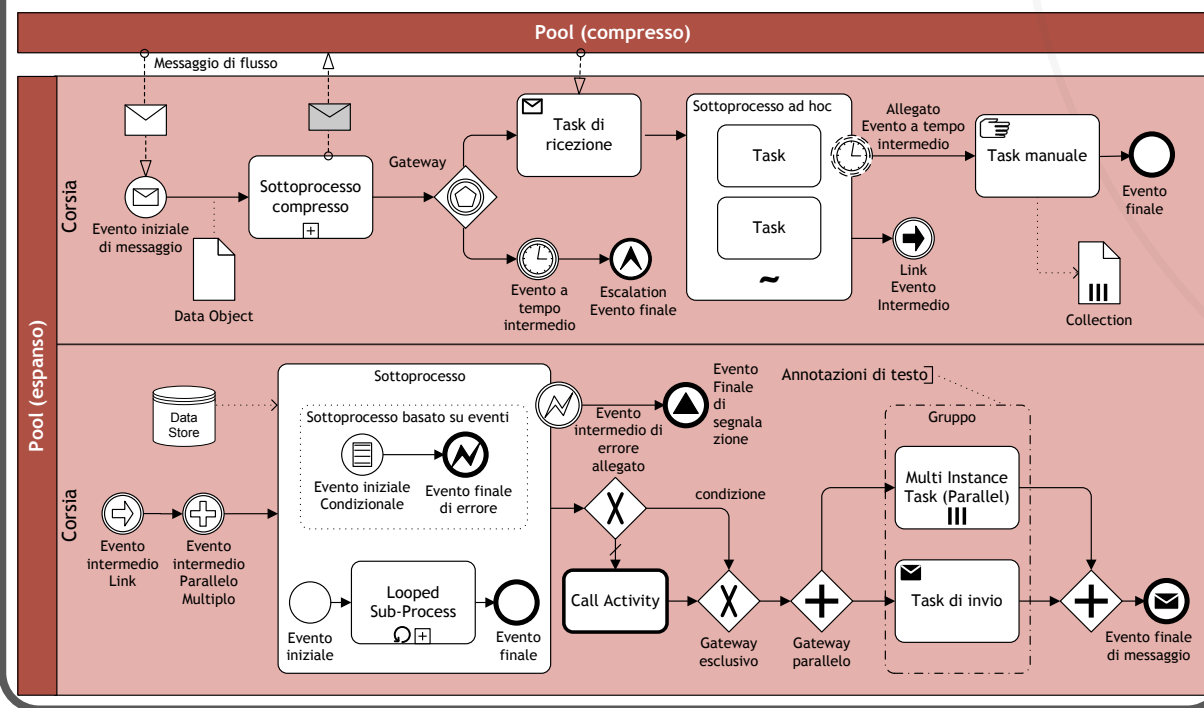 Pool (compresso)
Messaggio di flusso
Pool (espanso)
Corsia
Evento iniziale
di messaggio
Data Object
Sottoprocesso
compresso
Gateway
Task di
ricezione
Evento a
tempo
intermedio
Escalation
Evento finale
Sottoprocesso ad hoc
Task
Task
Allegato
Evento a tempo
intermedio
Link
Evento
Intermedio
Task manuale
Evento
finale
Collection
Corsia
Data
Store
Evento
intermedio
Link
Evento
intermedio
Parallelo
Multiplo
Sottoprocesso
Sottoprocesso basato su eventi
Evento iniziale
Condizionale
Evento finale
di errore
Evento
iniziale
Looped
Sub-Process
Evento
finale
Evento
intermedio di
errore
allegato
Evento
Finale
di
segnala
zione
condizione
Call Activity
Gateway
esclusivo
Gateway
parallelo
Annotazioni di testo
Gruppo
Multi Instance
Task (Parallel)
Task di invio
Evento finale
di messaggio